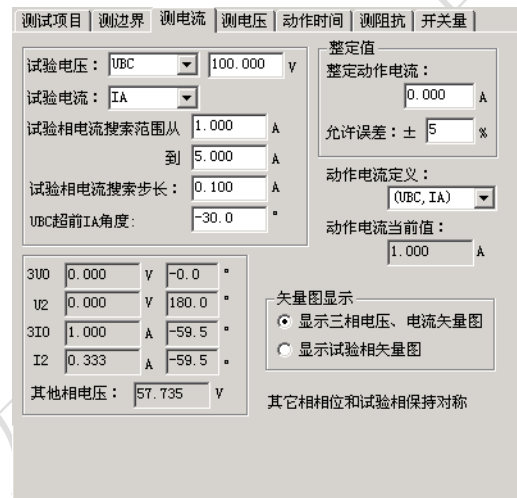 测试项目 测边界 测电流 测电压 动作时间 测阻抗 开关量
试验电压： UBC 100.000 V
试验电流： IA
试验相电流搜索范围从 1.000 A
到 5.000 A
试验相电流搜索步长： 0.100 A
UBC超前IA角度: -30.0 °
整定值
整定动作电流：
0.000 A
允许误差：± 5 %
动作电流定义：
(UBC,IA)
动作电流当前值：
1.000 A
3U0 0.000 V -0.0 °
U2 0.000 V 180.0 °
3I0 1.000 A -59.5 °
I2 0.333 A -59.5 °
其他相电压： 57.735 V
矢量图显示
显示三相电压、电流矢量图
显示试验相矢量图
其它相相位和试验相保持对称